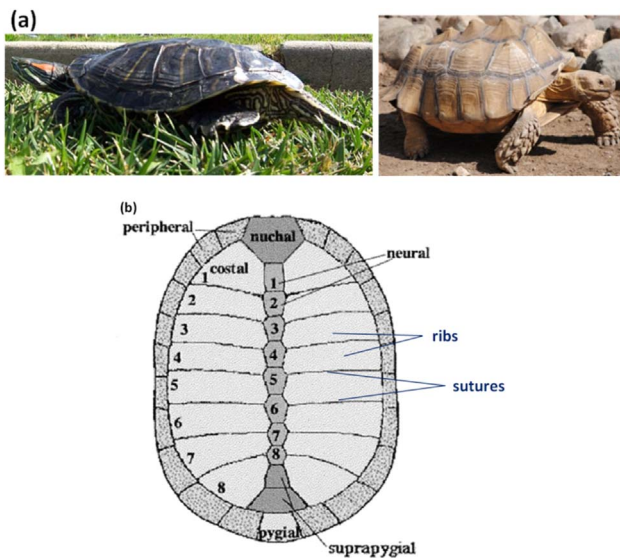 (a)
(b)
peripheral
nuchal
costal
neural
1
1
2
2
3
3
ribs
4
4
5
5
sutures
6
6
7
7
8
8
pygial
suprapygial